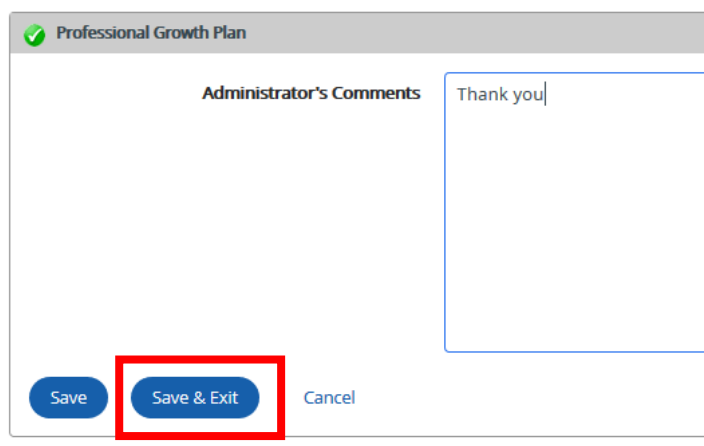 Professional Growth Plan
Administrator's Comments Thank you
Save Save & Exit Cancel